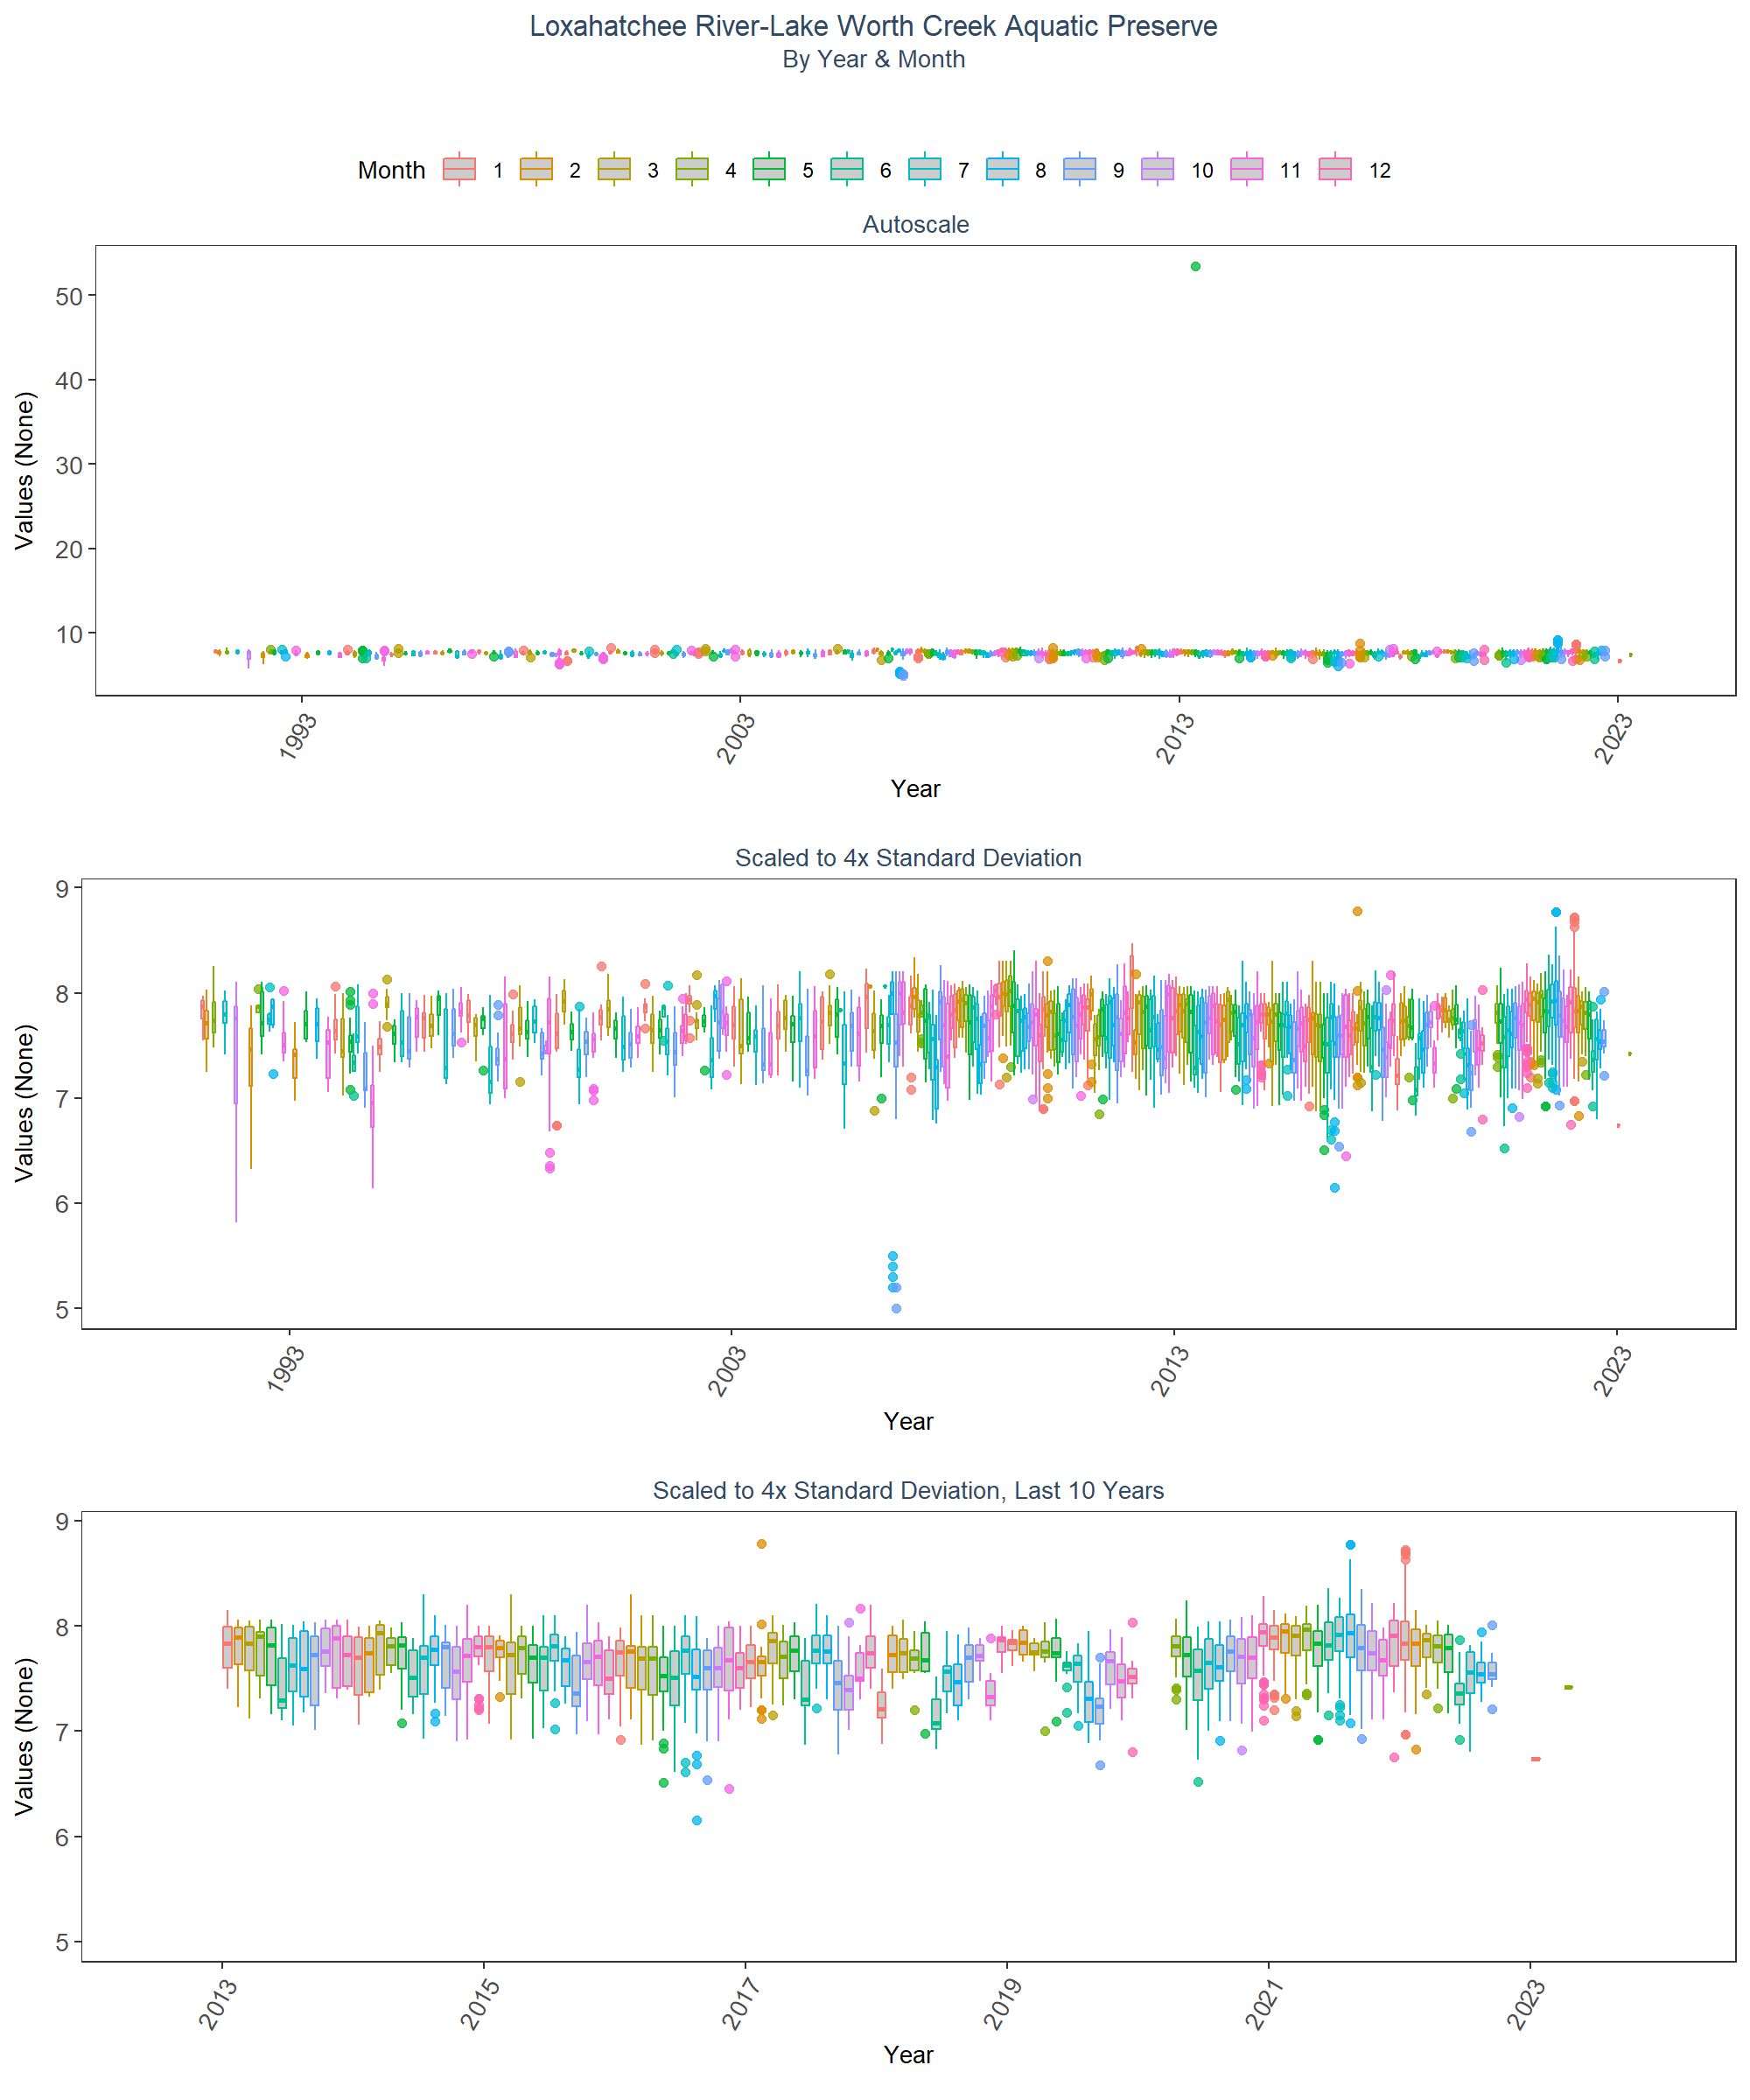 Loxahatchee River-Lake Worth Creek Aquatic Preserve
By Year & Month
Month 1 2 3 4 5 6 7 8 9 10 11 12
Autoscale
Values (None)
50
40
30
20
10
1993 2003 2013 2023
Year
Scaled to 4x Standard Deviation
Values (None)
9
8
7
6
5
1993 2003 2013 2023
Year
Scaled to 4x Standard Deviation, Last 10 Years
Values (None)
9
8
7
6
5
2013 2015 2017 2019 2021 2023
Year